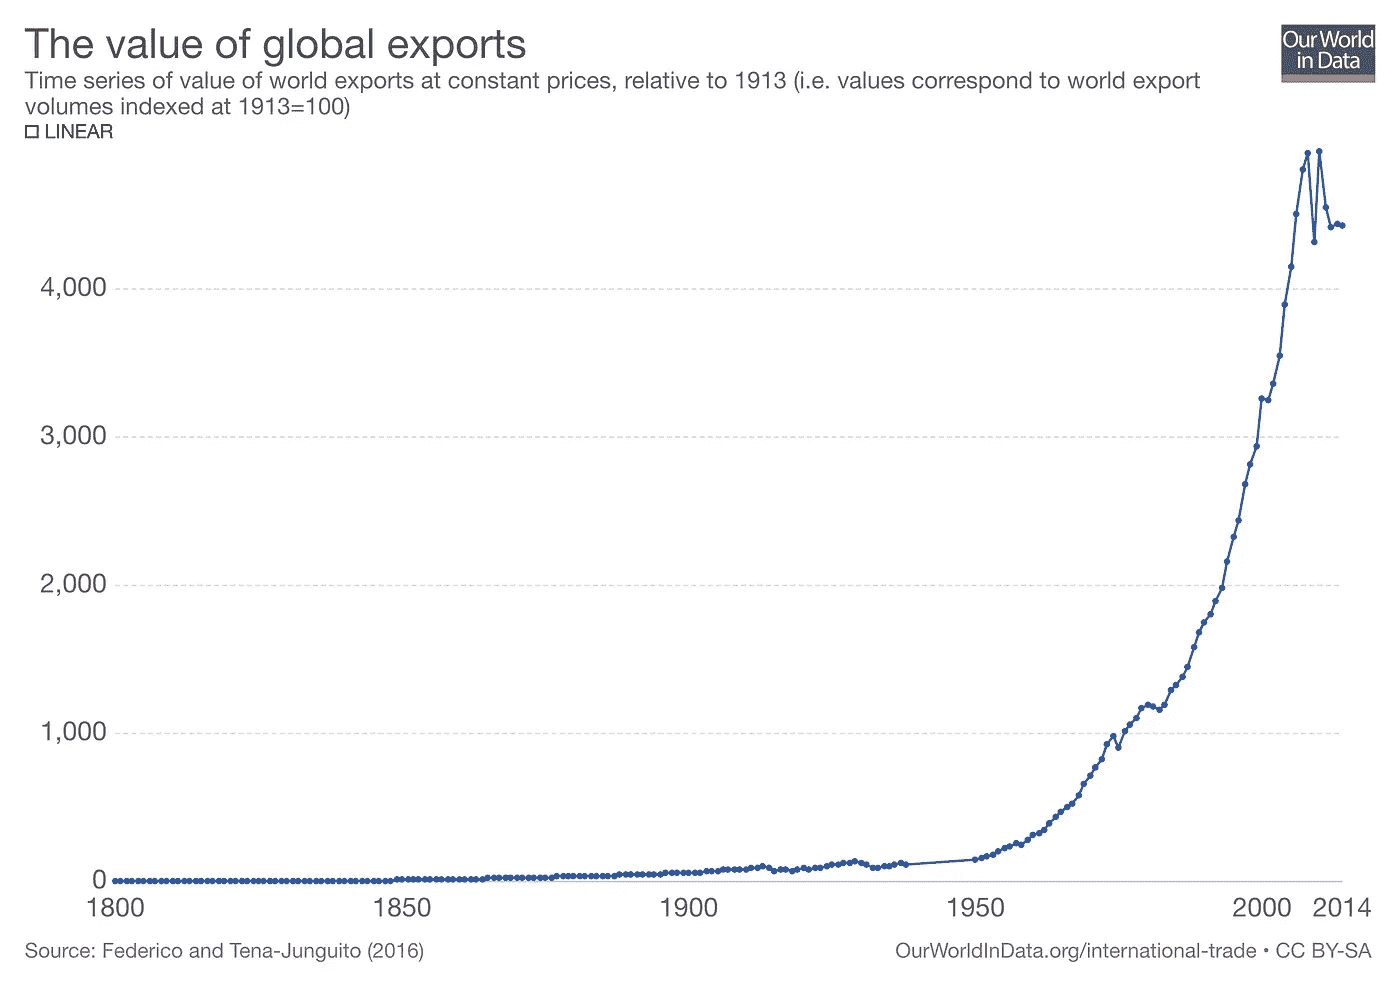 The value of global exports
Our World
in Data
Time series of value of world exports at constant prices, relative to 1913 (i.e. values correspond to world export
volumes indexed at 1913=100)
LINEAR
4,000
3,000
2,000
1,000
0
1800 1850 1900 1950 2000 2014
Source: Federico and Tena-Junguito (2016)
OurWorldInData.org/international-trade • CC BY-SA